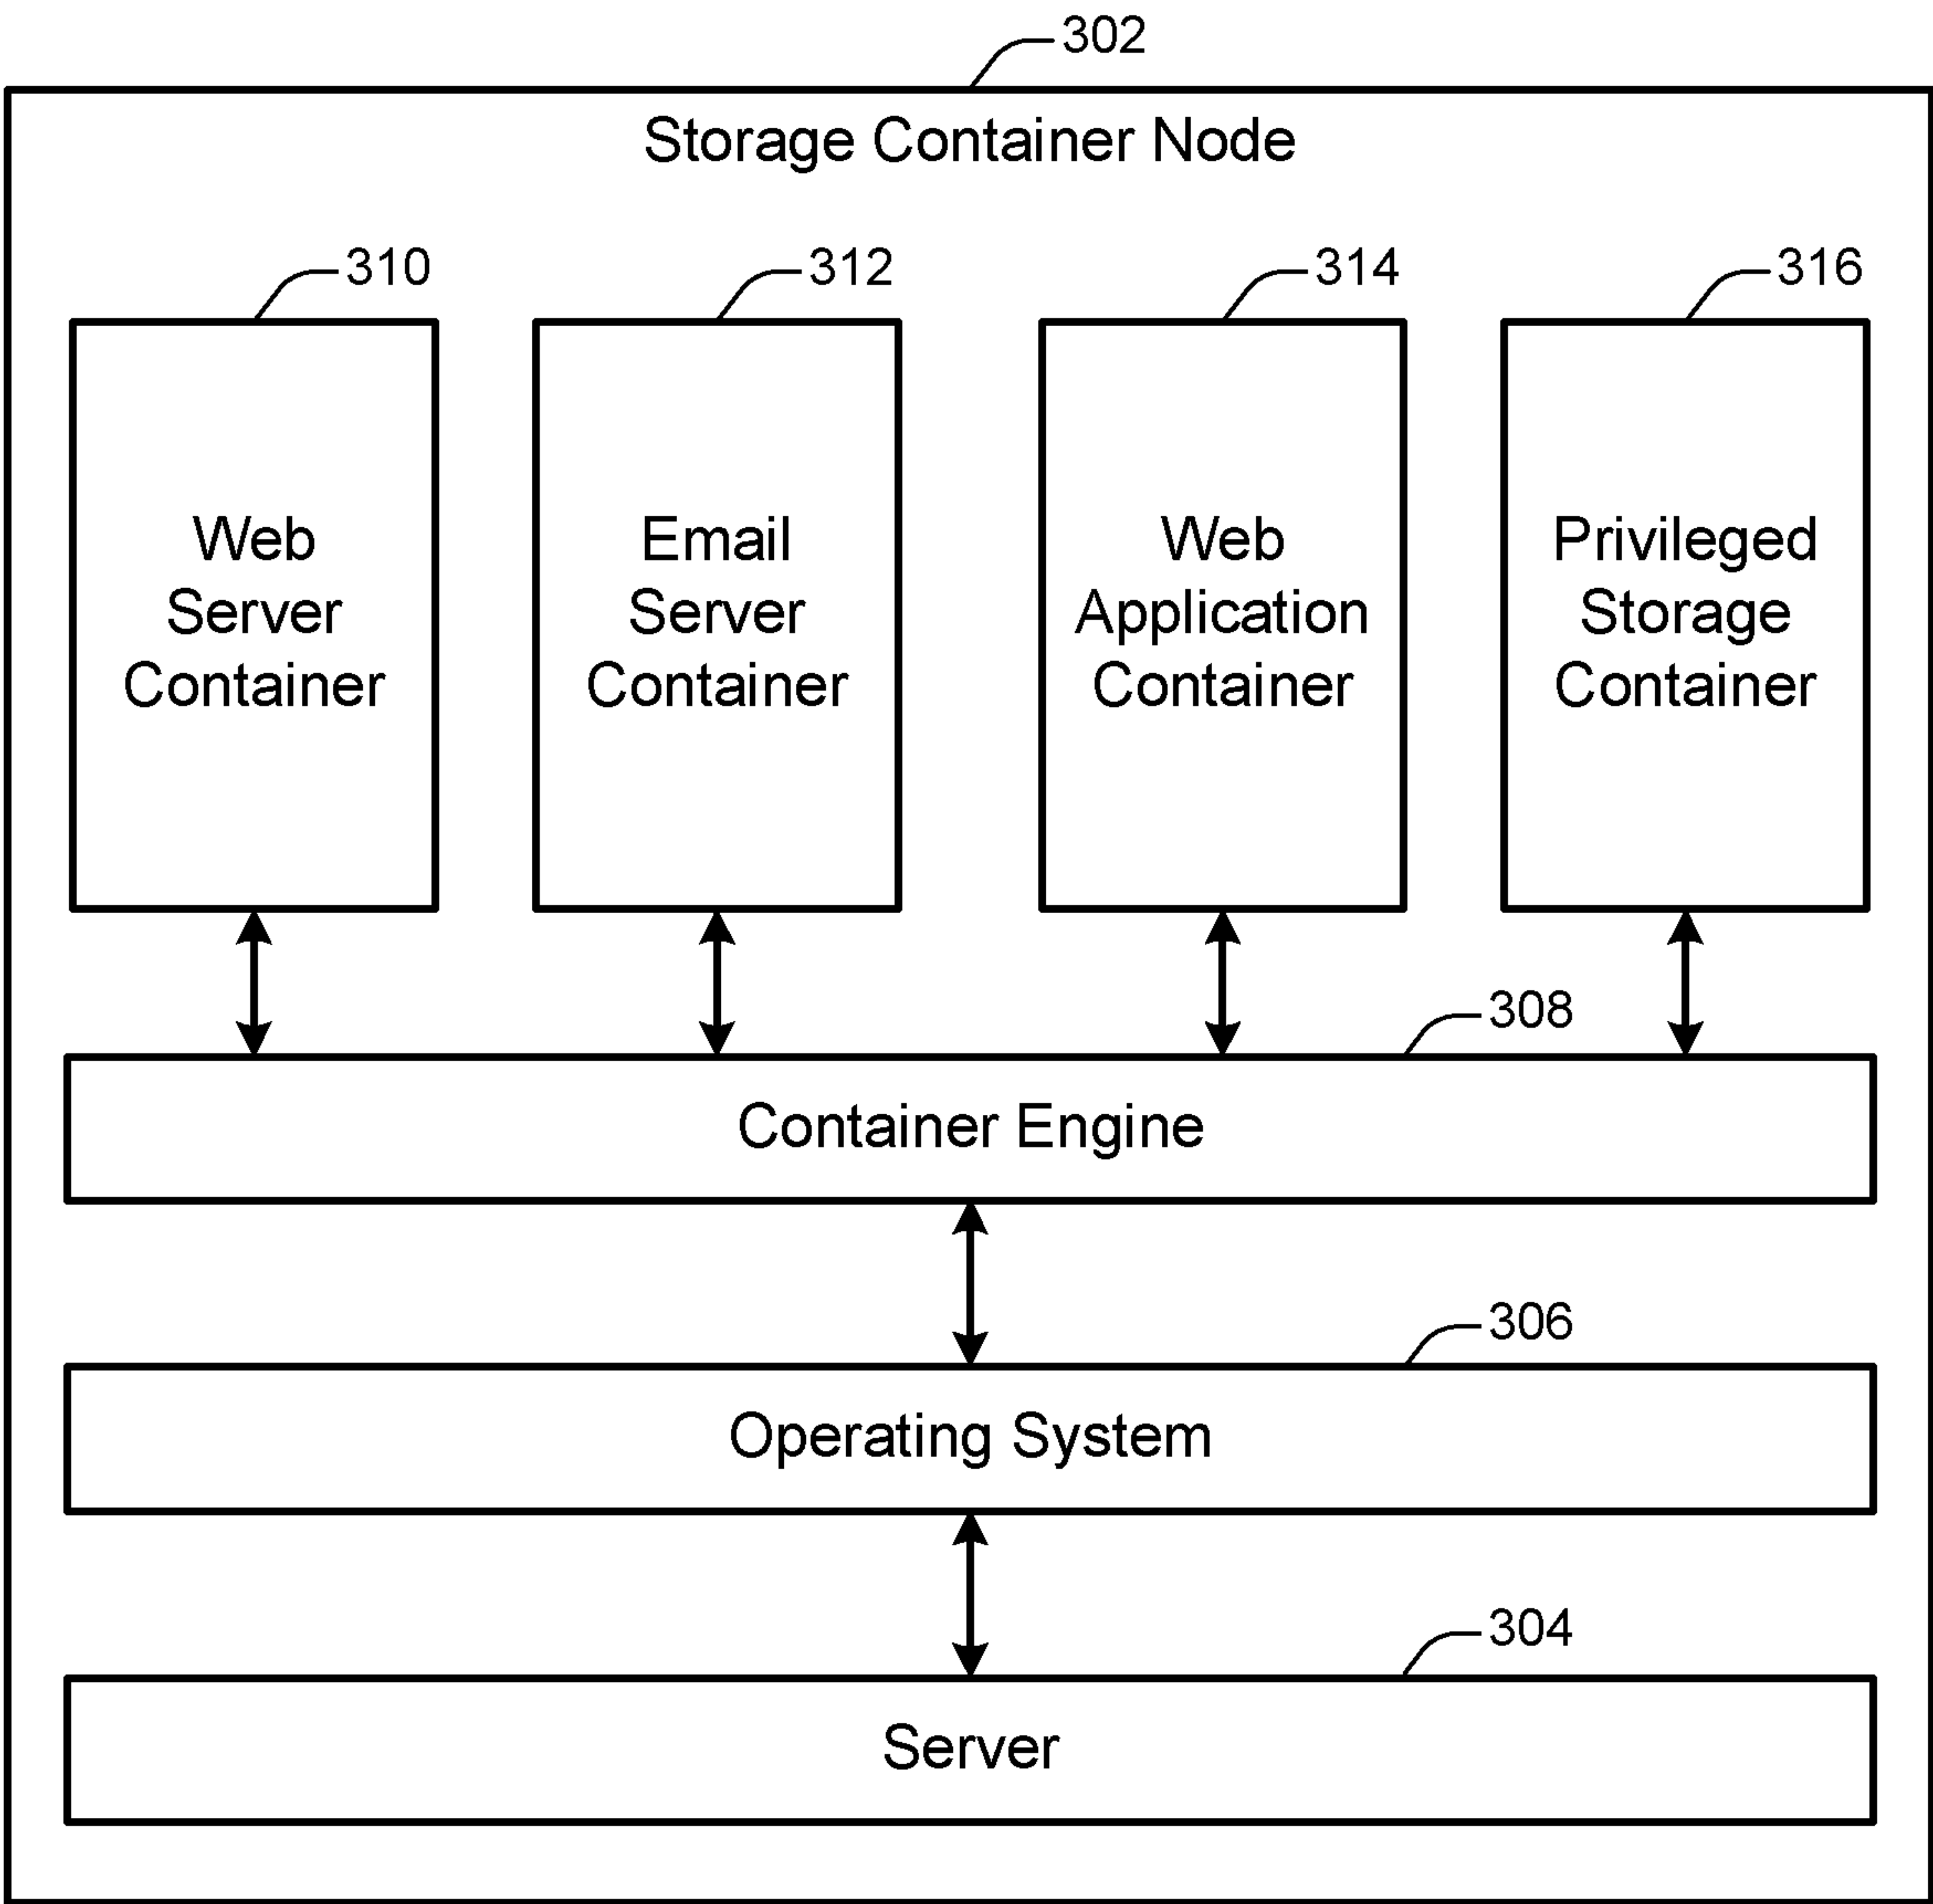 302
Storage Container Node
310
312
314
316
Web
Server
Container
Email
Server
Container
Web
Application
Container
Privileged
Storage
Container
308
Container Engine
306
Operating System
304
Server